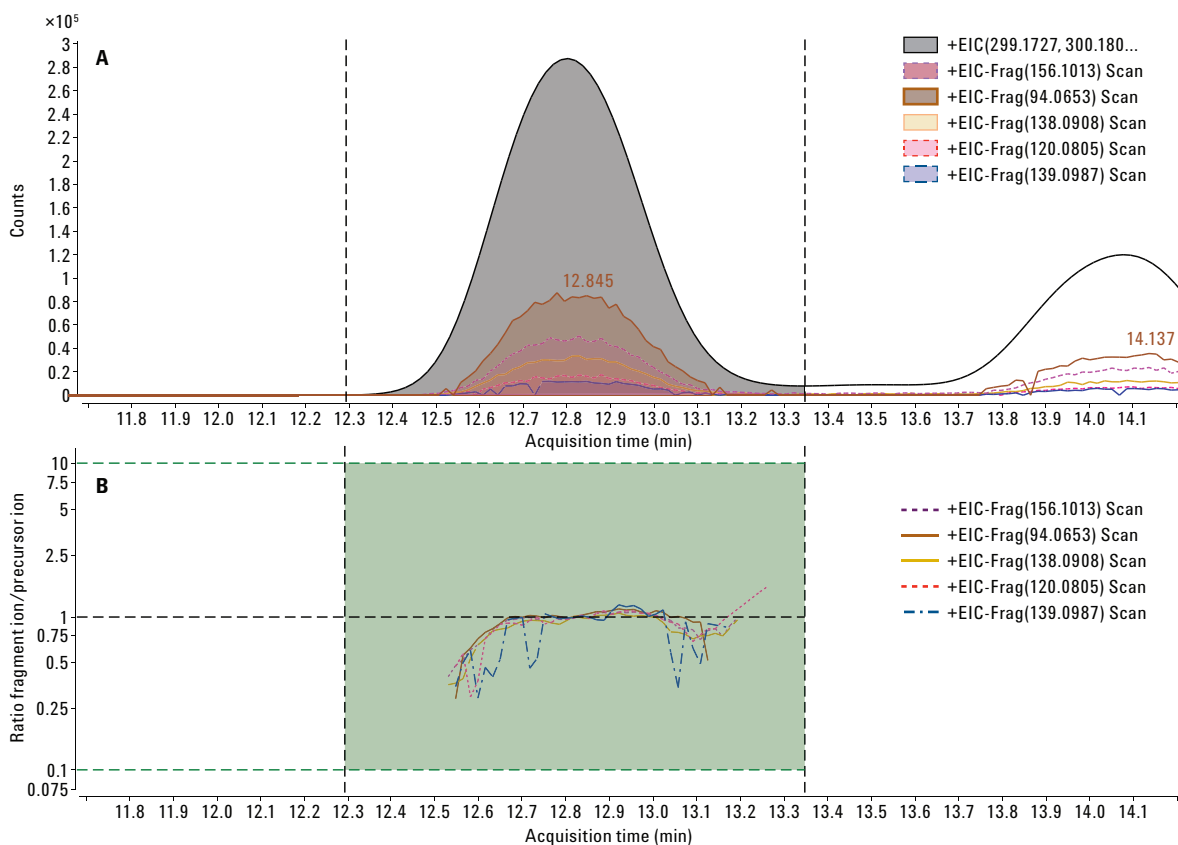 ×10⁵
A
3
2.8
2.6
2.4
2.2
2
1.8
1.6
1.4
1.2
1
0.8
0.6
0.4
0.2
0
Counts
12.845
14.137
+EIC(299.1727, 300.180...
+EIC-Frag(156.1013) Scan
+EIC-Frag(94.0653) Scan
+EIC-Frag(138.0908) Scan
+EIC-Frag(120.0805) Scan
+EIC-Frag(139.0987) Scan
11.8 11.9 12.0 12.1 12.2 12.3 12.4 12.5 12.6 12.7 12.8 12.9 13.0 13.1 13.2 13.3 13.4 13.5 13.6 13.7 13.8 13.9 14.0 14.1
Acquisition time (min)
B
10
7.5
5
2.5
1
0.75
0.5
0.25
0.1
0.075
Ratio fragment ion/precursor ion
+EIC-Frag(156.1013) Scan
+EIC-Frag(94.0653) Scan
+EIC-Frag(138.0908) Scan
+EIC-Frag(120.0805) Scan
+EIC-Frag(139.0987) Scan
11.8 11.9 12.0 12.1 12.2 12.3 12.4 12.5 12.6 12.7 12.8 12.9 13.0 13.1 13.2 13.3 13.4 13.5 13.6 13.7 13.8 13.9 14.0 14.1
Acquisition time (min)